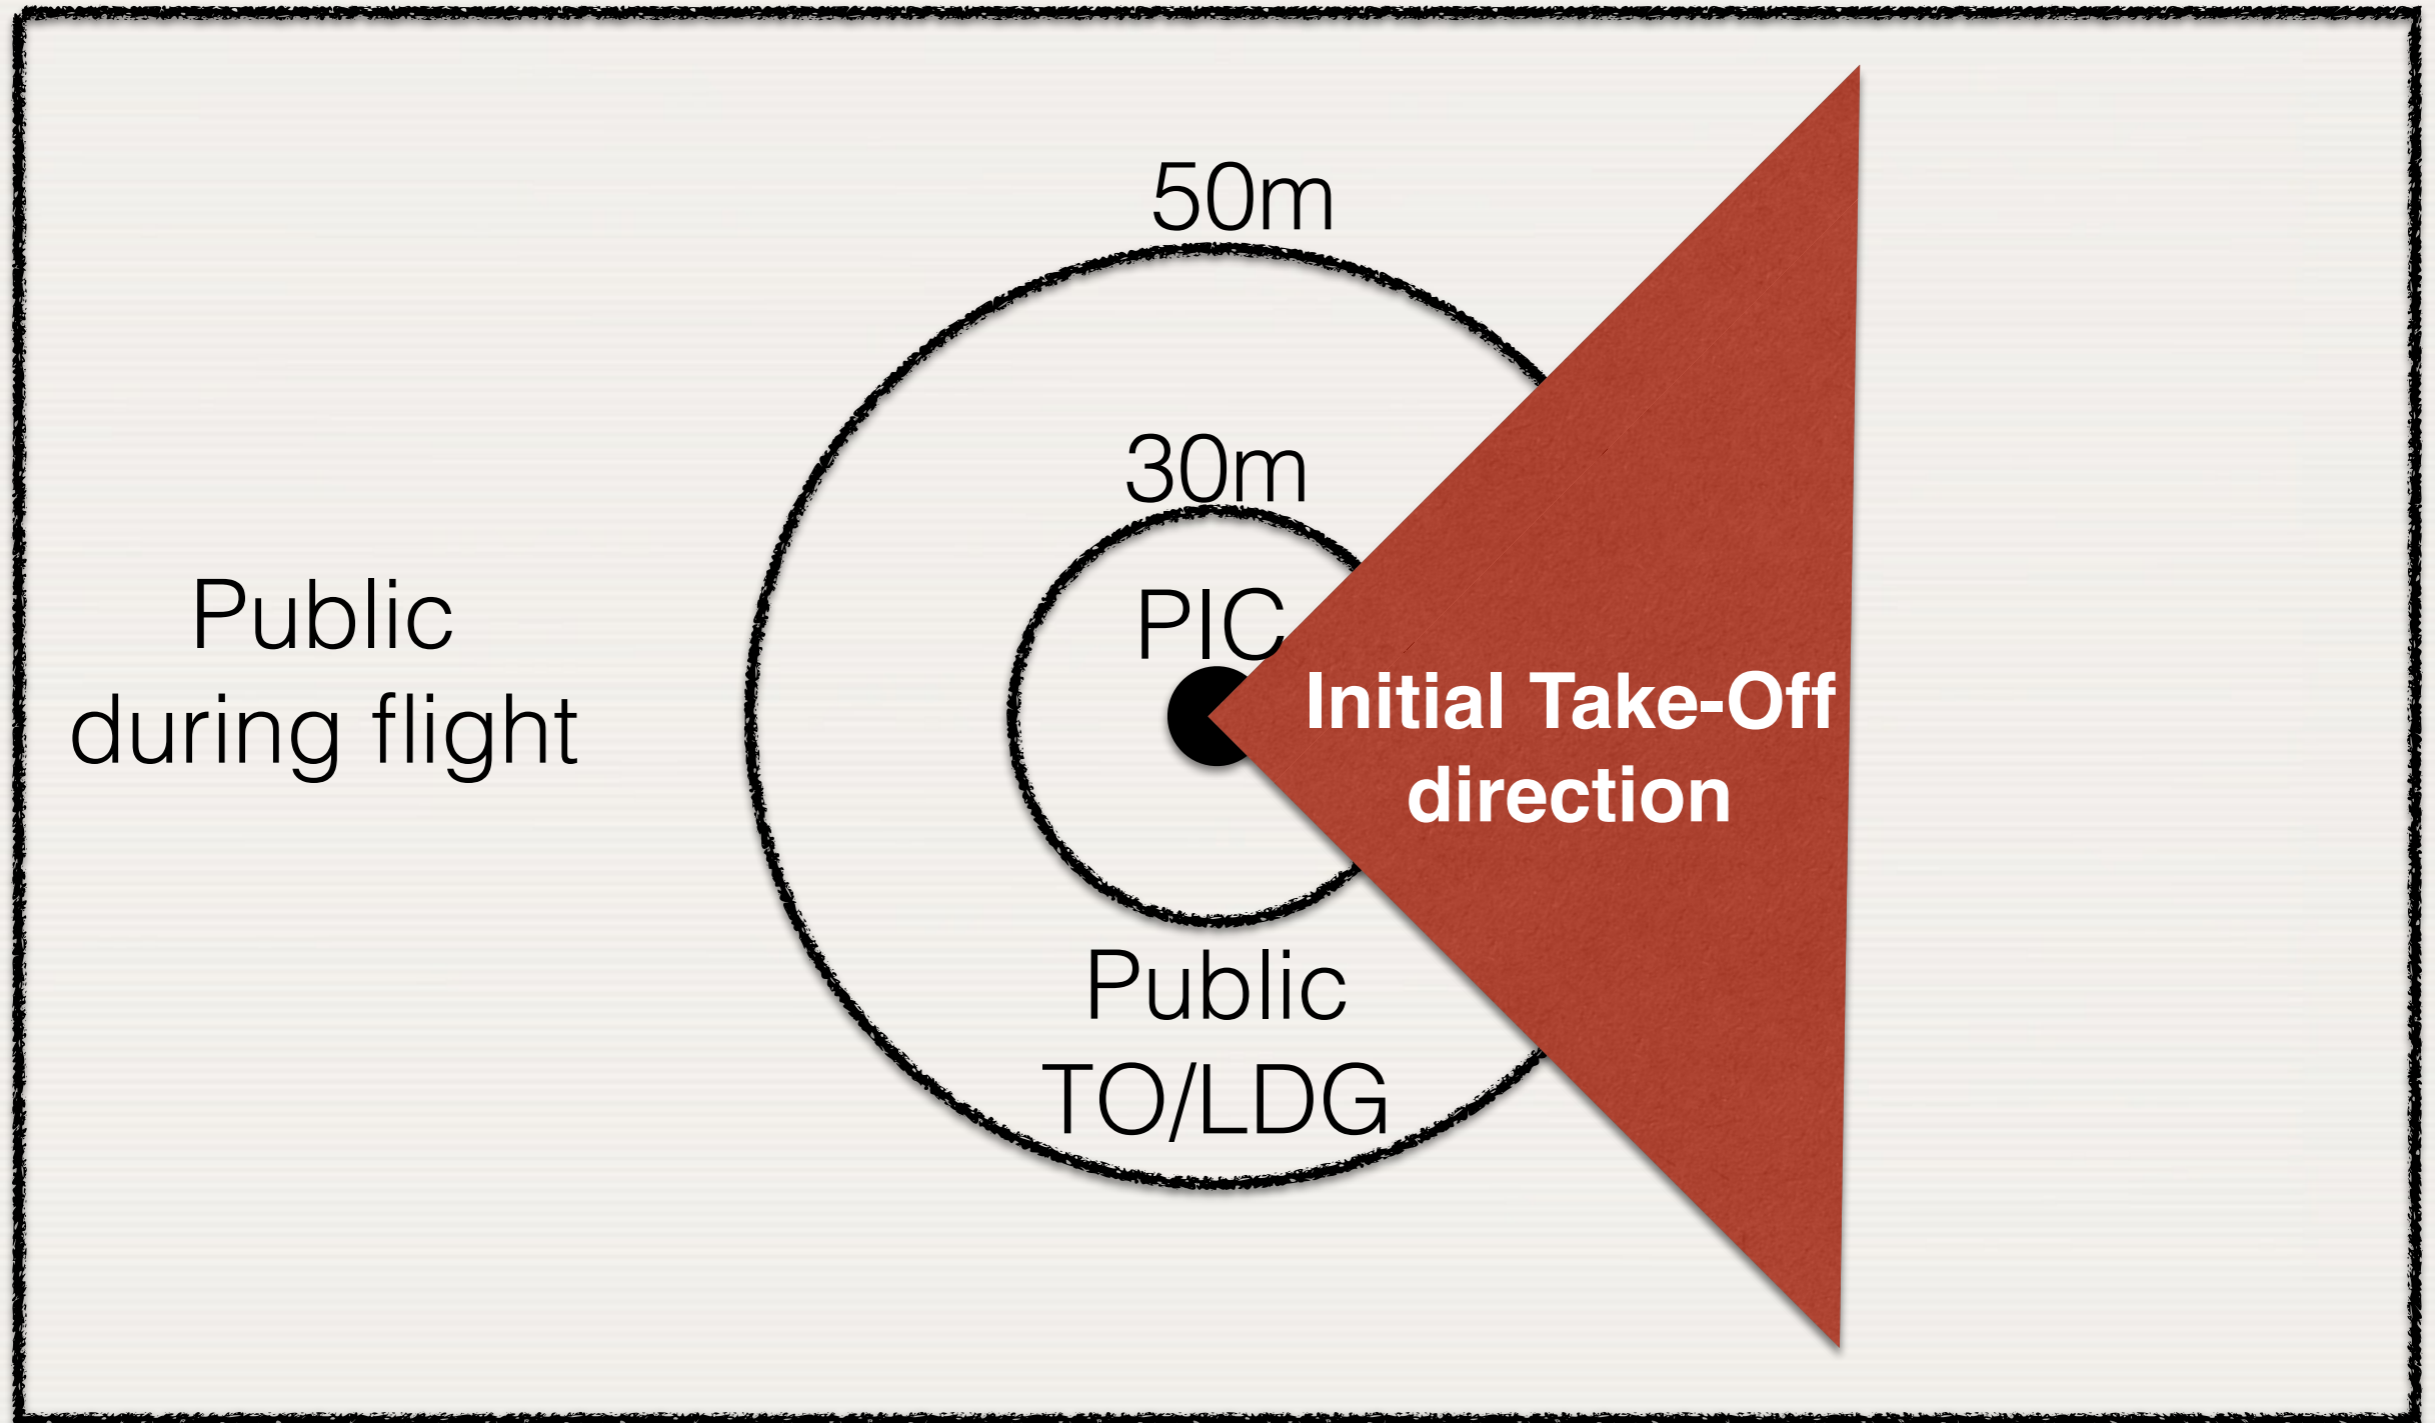 50m
30m
PIC
Public
during flight
Initial Take-Off
direction
Public
TO/LDG